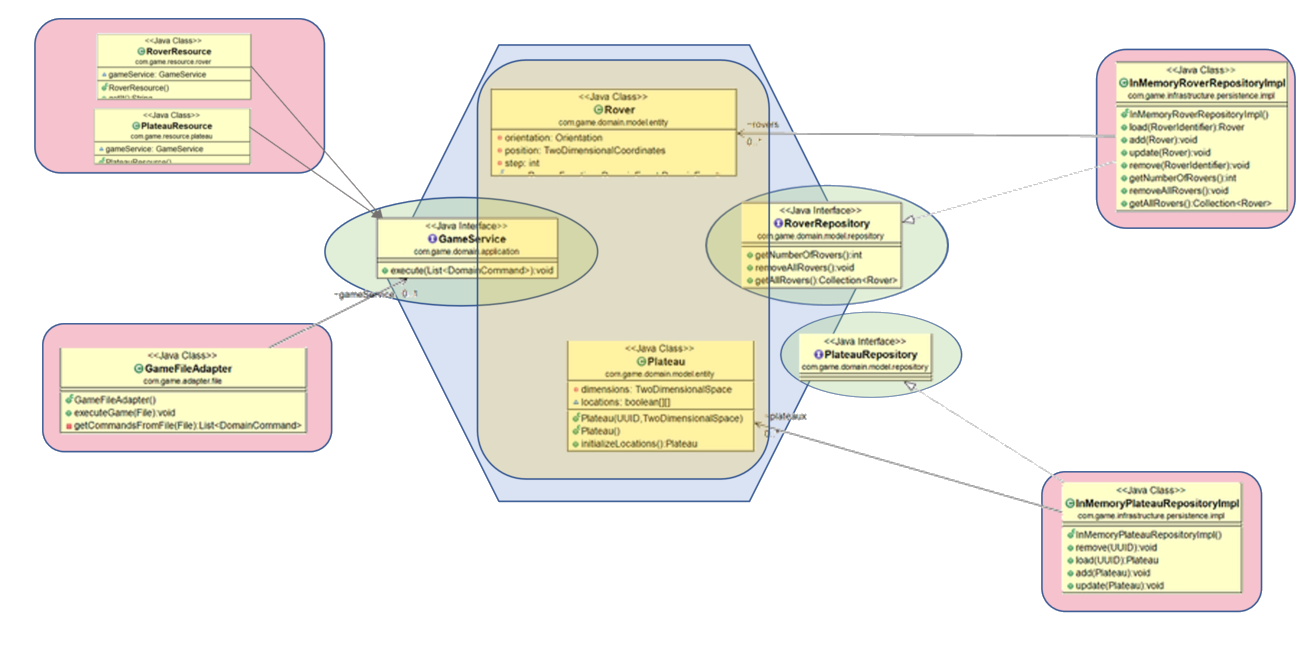 <<Java Class>>
RoverResource
com.game.resource.rover
gameService: GameService
RoverResource()
<<Java Class>>
PlateauResource
com.game.resource.plateau
gameService: GameService
PlateauResource()
<<Java Interface>>
GameService
com.game.domain.application
execute(List<DomainCommand>):void
~gameService 0..1
<<Java Class>>
GameFileAdapter
com.game.adapter.file
GameFileAdapter()
executeGame(File):void
getCommandsFromFile(File):List<DomainCommand>
<<Java Class>>
Rover
com.game.domain.model.entity
orientation: Orientation
position: TwoDimensionalCoordinates
step: int
~rovers
0..*
<<Java Interface>>
RoverRepository
com.game.domain.model.repository
getNumberOfRovers():int
removeAllRovers():void
getAllRovers():Collection<Rover>
<<Java Class>>
Plateau
com.game.domain.model.entity
dimensions: TwoDimensionalSpace
locations: boolean[][]
Plateau(UUID,TwoDimensionalSpace)
Plateau()
initializeLocations():Plateau
~plateaux
<<Java Interface>>
PlateauRepository
com.game.domain.model.repository
<<Java Class>>
InMemoryRoverRepositoryImpl
com.game.infrastructure.persistence.impl
InMemoryRoverRepositoryImpl()
load(RoverIdentifier):Rover
add(Rover):void
update(Rover):void
remove(RoverIdentifier):void
getNumberOfRovers():int
removeAllRovers():void
getAllRovers():Collection<Rover>
<<Java Class>>
InMemoryPlateauRepositoryImpl
com.game.infrastructure.persistence.impl
InMemoryPlateauRepositoryImpl()
remove(UUID):void
load(UUID):Plateau
add(Plateau):void
update(Plateau):void